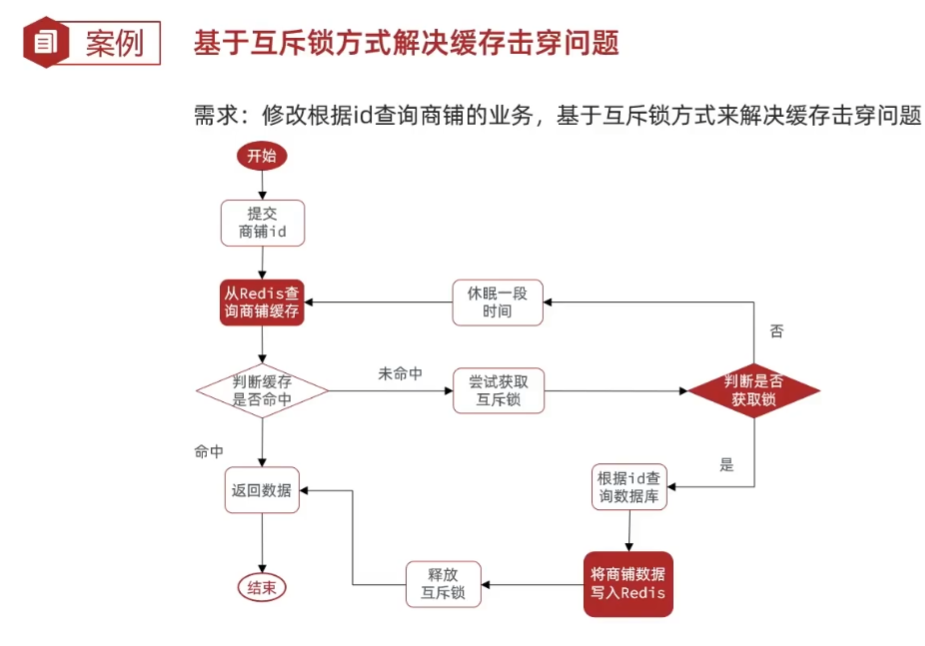 案例
基于互斥锁方式解决缓存击穿问题
需求：修改根据id查询商铺的业务，基于互斥锁方式来解决缓存击穿问题
开始
提交
商铺id
从Redis查
询商铺缓存
休眠一段
时间
否
判断缓存
是否命中
未命中
尝试获取
互斥锁
判断是否
获取锁
命中
是
返回数据
根据id查
询数据库
结束
释放
互斥锁
将商铺数据
写入Redis